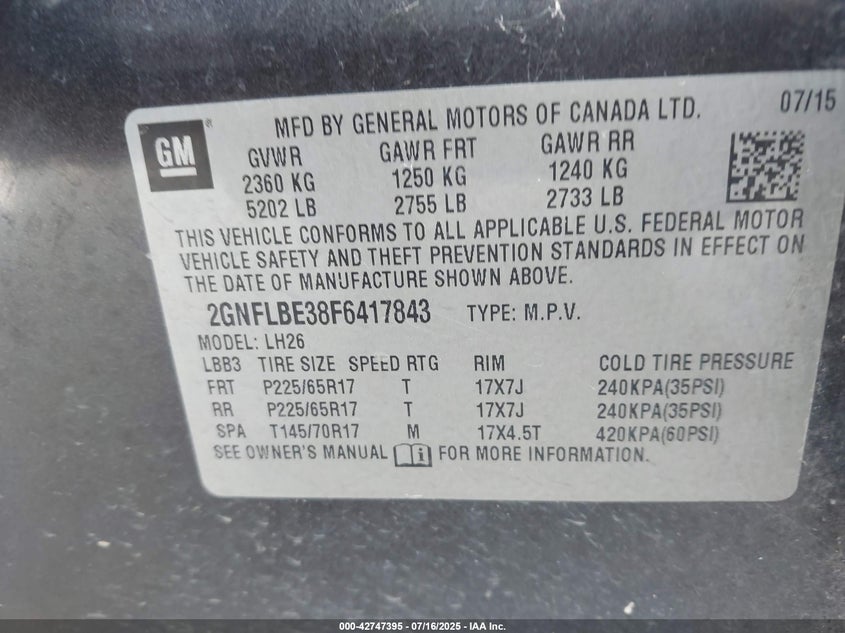 MFD BY GENERAL MOTORS OF CANADA LTD. 07/15
GM®
GVWR GAWR FRT GAWR RR
2360 KG 1250 KG 1240 KG
5202 LB 2755 LB 2733 LB
THIS VEHICLE CONFORMS TO ALL APPLICABLE U.S. FEDERAL MOTOR
VEHICLE SAFETY AND THEFT PREVENTION STANDARDS IN EFFECT ON
THE DATE OF MANUFACTURE SHOWN ABOVE.
2GNFLBE38F6417843 TYPE: M.P.V.
MODEL: LH26
LBB3 TIRE SIZE SPEED RTG RIM COLD TIRE PRESSURE
FRT P225/65R17 T 17X7J 240KPA(35PSI)
RR P225/65R17 T 17X7J 240KPA(35PSI)
SPA T145/70R17 M 17X4.5T 420KPA(60PSI)
SEE OWNER'S MANUAL i FOR MORE INFORMATION.
000-42747395 - 07/16/2025 - IAA Inc.